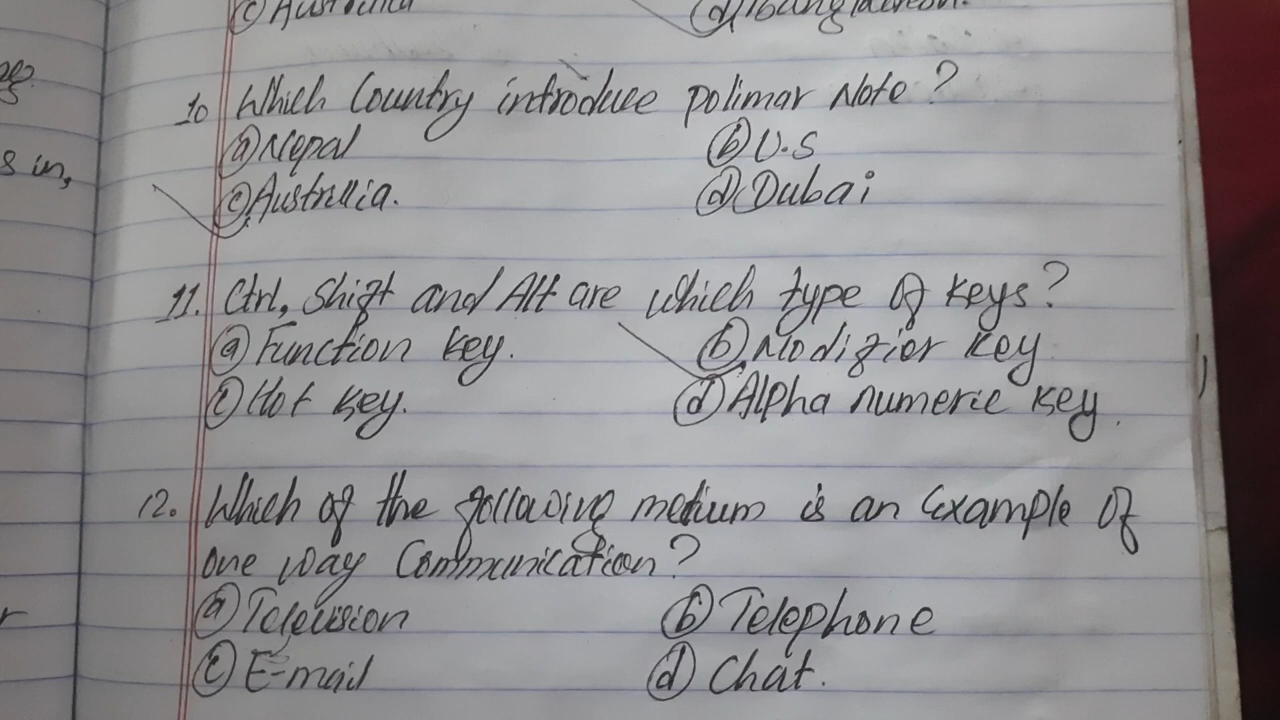 (c) Australia
10 Which Country introduce polimar Note?
(a) Nepal (b) U.S
(c) Australia. (d) Dubai
11. Ctrl, Shift and Alt are which type of keys?
(a) Function key. (b) Modifier key
(c) Hot key. (d) Alpha numeric key.
12. Which of the following medium is an Example of
one way Communication?
(a) Television (b) Telephone
(c) E-mail (d) Chat.